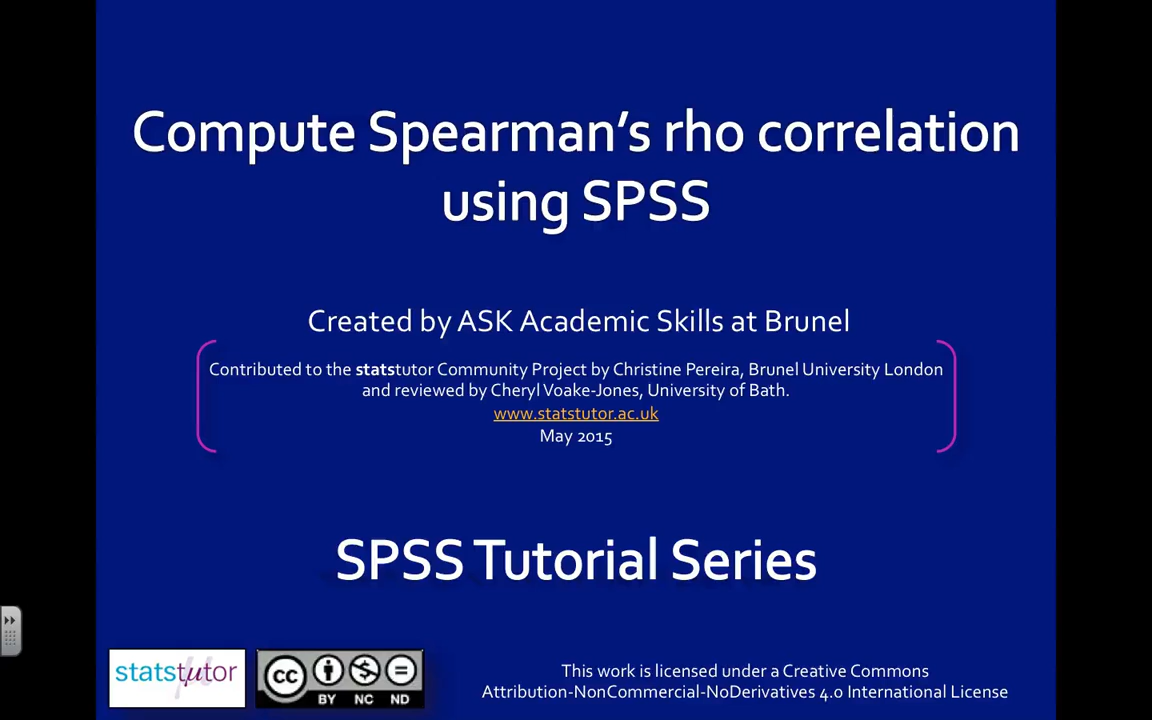 Compute Spearman’s rho correlation
using SPSS
Created by ASK Academic Skills at Brunel
Contributed to the statstutor Community Project by Christine Pereira, Brunel University London
and reviewed by Cheryl Voake-Jones, University of Bath.
www.statstutor.ac.uk
May 2015
SPSS Tutorial Series
statstutor
cc
BY NC ND
This work is licensed under a Creative Commons
Attribution-NonCommercial-NoDerivatives 4.0 International License